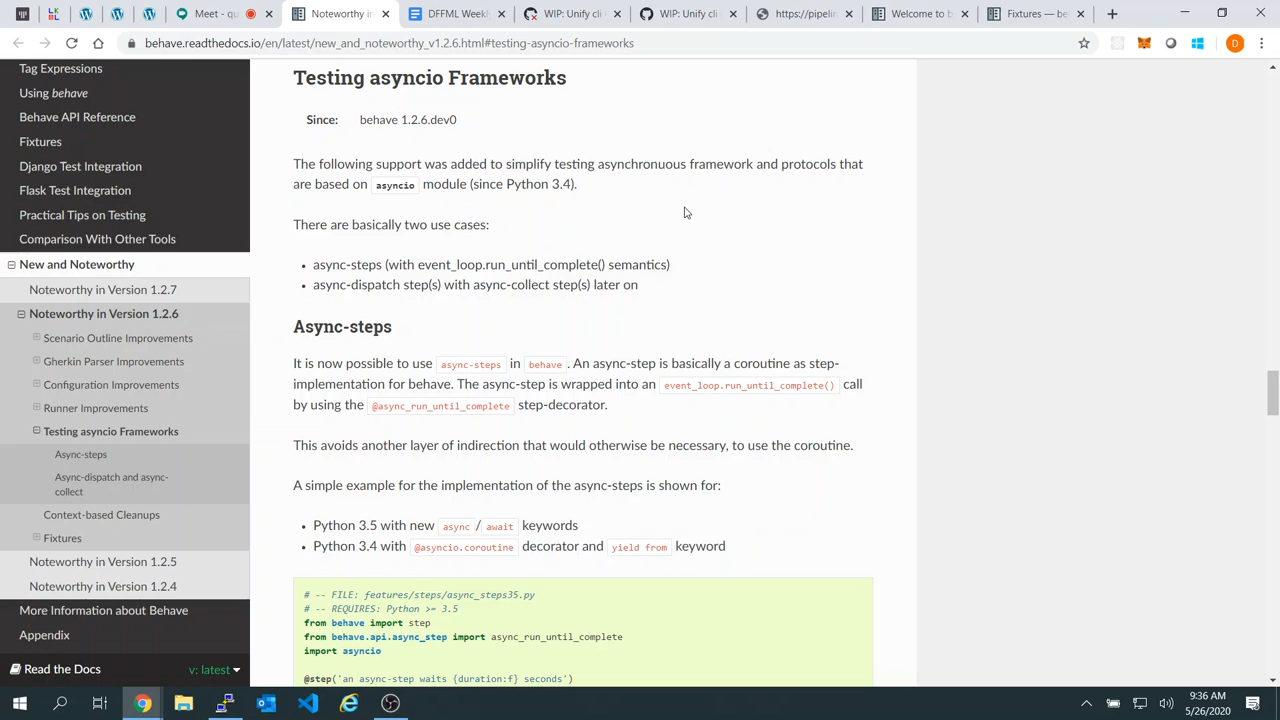 Meet - qu
Noteworthy in
DFFML Weekl
WIP: Unify cli
WIP: Unify cli
https://pipelin
Welcome to b
Fixtures — be
behave.readthedocs.io/en/latest/new_and_noteworthy_v1.2.6.html#testing-asyncio-frameworks
D
Tag Expressions
Using behave
Behave API Reference
Fixtures
Django Test Integration
Flask Test Integration
Practical Tips on Testing
Comparison With Other Tools
New and Noteworthy
Noteworthy in Version 1.2.7
Noteworthy in Version 1.2.6
Scenario Outline Improvements
Gherkin Parser Improvements
Configuration Improvements
Runner Improvements
Testing asyncio Frameworks
Async-steps
Async-dispatch and async-
collect
Context-based Cleanups
Fixtures
Noteworthy in Version 1.2.5
Noteworthy in Version 1.2.4
More Information about Behave
Appendix
Read the Docs
v: latest
Testing asyncio Frameworks
Since: behave 1.2.6.dev0
The following support was added to simplify testing asynchronuous framework and protocols that
are based on asyncio module (since Python 3.4).
There are basically two use cases:
• async-steps (with event_loop.run_until_complete() semantics)
• async-dispatch step(s) with async-collect step(s) later on
Async-steps
It is now possible to use async-steps in behave. An async-step is basically a coroutine as step-
implementation for behave. The async-step is wrapped into an event_loop.run_until_complete() call
by using the @async_run_until_complete step-decorator.
This avoids another layer of indirection that would otherwise be necessary, to use the coroutine.
A simple example for the implementation of the async-steps is shown for:
• Python 3.5 with new async / await keywords
• Python 3.4 with @asyncio.coroutine decorator and yield from keyword
# -- FILE: features/steps/async_steps35.py
# -- REQUIRES: Python >= 3.5
from behave import step
from behave.api.async_step import async_run_until_complete
import asyncio
@step('an async-step waits {duration:f} seconds')
9:36 AM
5/26/2020